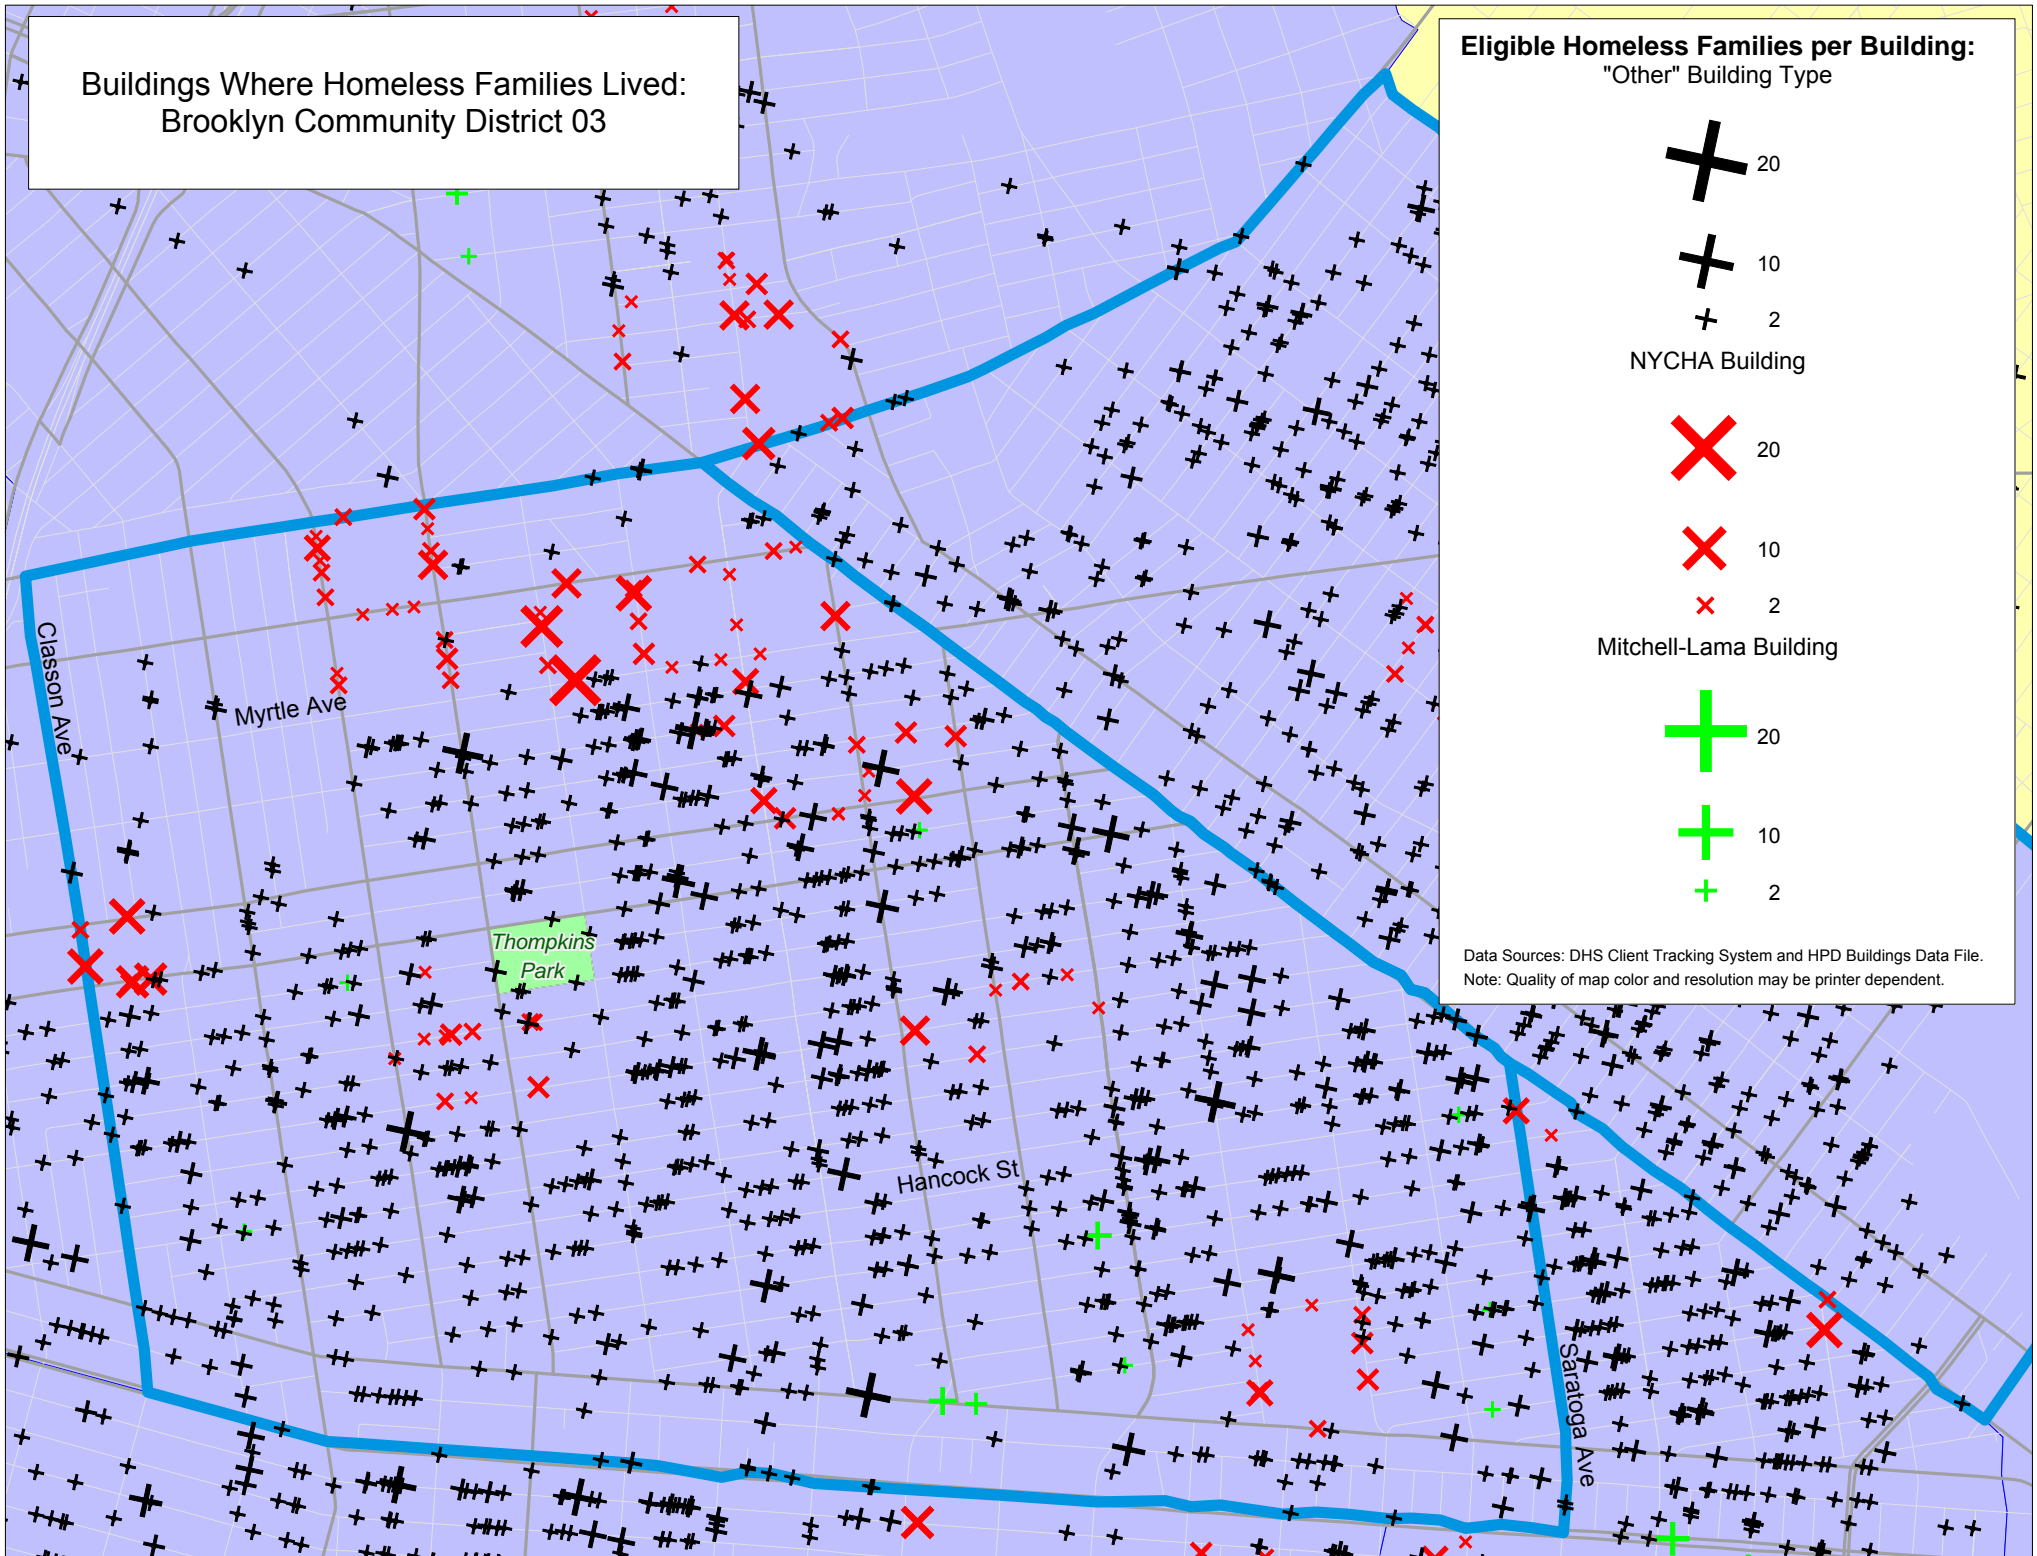 Buildings Where Homeless Families Lived:
Brooklyn Community District 03
Eligible Homeless Families per Building:
"Other" Building Type
20
10
2
NYCHA Building
20
10
2
Mitchell-Lama Building
20
10
2
Data Sources: DHS Client Tracking System and HPD Buildings Data File.
Note: Quality of map color and resolution may be printer dependent.
Classon Ave
Myrtle Ave
Thompkins
Park
Hancock St
Saratoga Ave